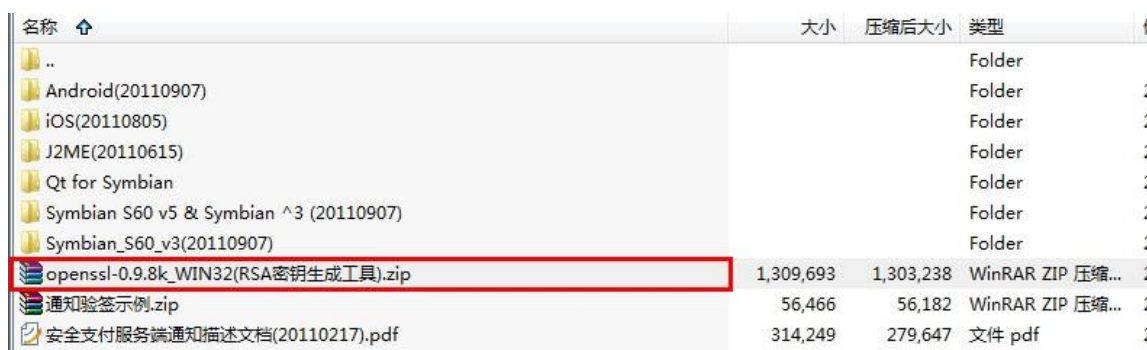 名称 大小 压缩后大小 类型
.. Folder
Android(20110907) Folder
iOS(20110805) Folder
J2ME(20110615) Folder
Qt for Symbian Folder
Symbian S60 v5 & Symbian ^3 (20110907) Folder
Symbian_S60_v3(20110907) Folder
openssl-0.9.8k_WIN32(RSA密钥生成工具).zip 1,309,693 1,303,238 WinRAR ZIP 压缩...
通知验签示例.zip 56,466 56,182 WinRAR ZIP 压缩...
安全支付服务端通知描述文档(20110217).pdf 314,249 279,647 文件 pdf